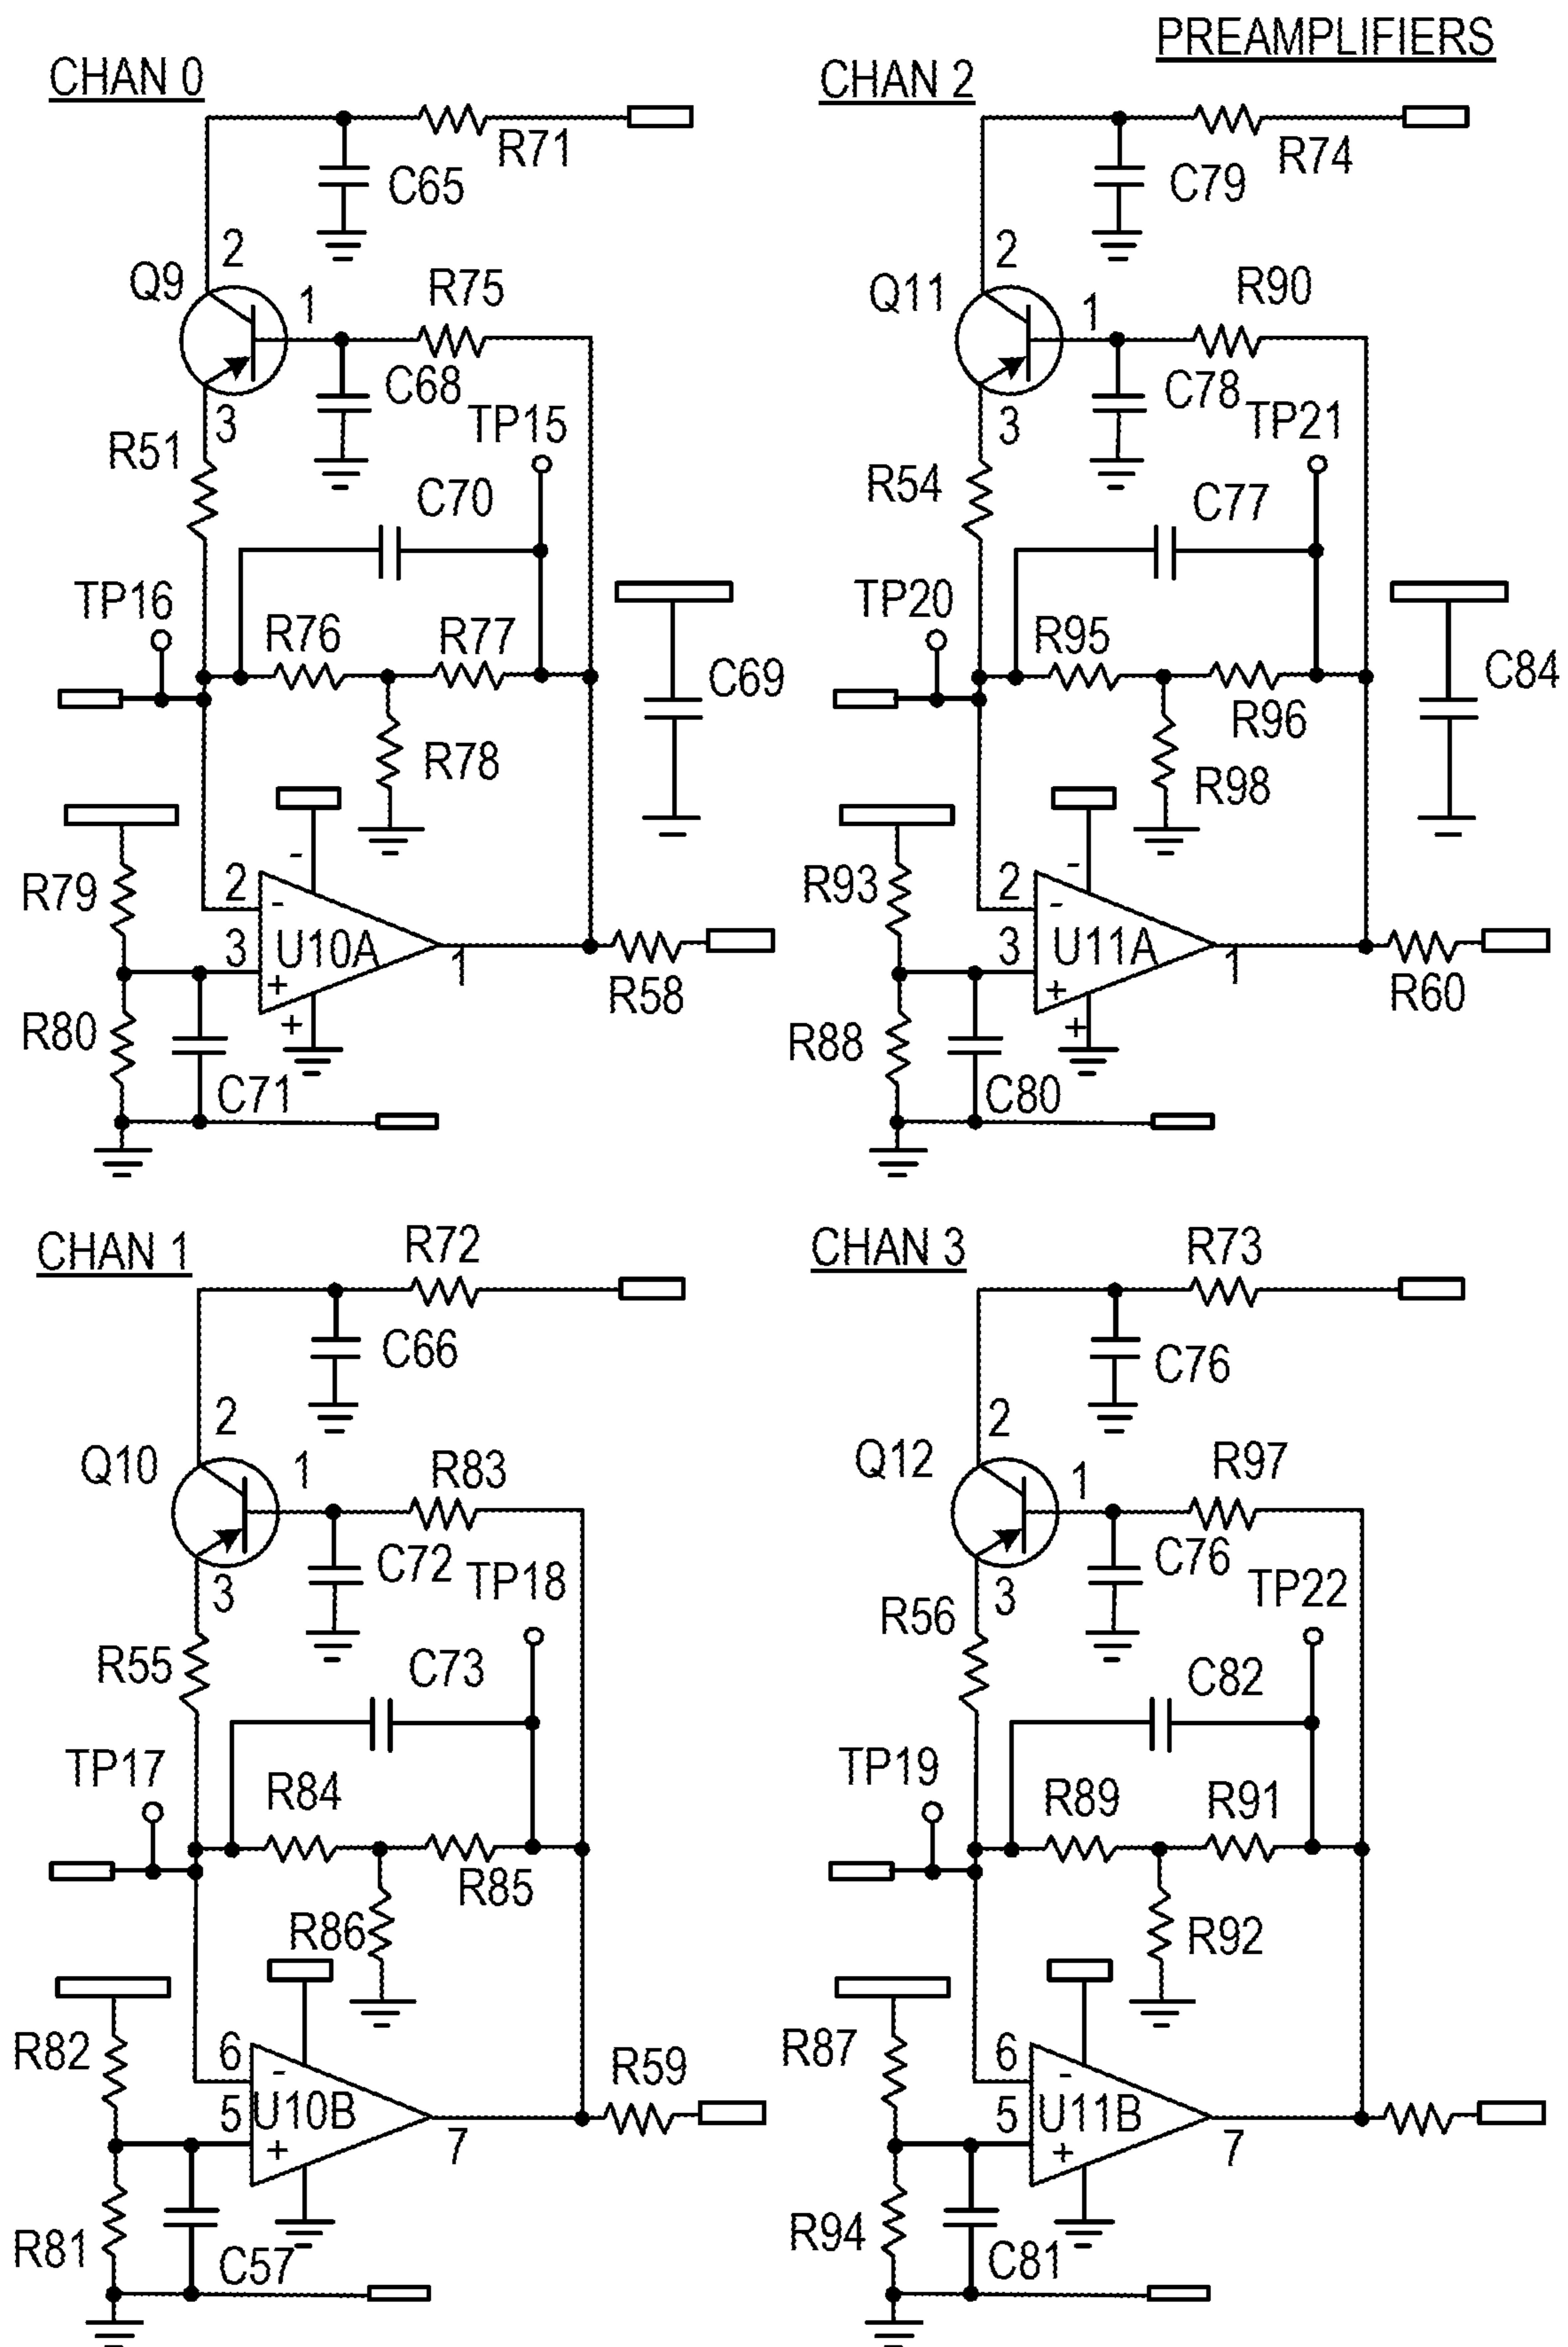 PREAMPLIFIERS
CHAN 0
R71
C65
2
Q9
1
R75
C68
3
TP15
R51
C70
TP16
R76
R77
C69
R78
-
R79
2
-
3
U10A
1
+
R58
R80
+
C71
CHAN 2
R74
C79
2
Q11
1
R90
C78
3
TP21
R54
C77
TP20
R95
C84
R96
R98
-
R93
2
-
3
U11A
1
+
R60
R88
+
C80
CHAN 1
R72
C66
2
Q10
1
R83
C72
TP18
3
R55
C73
TP17
R84
R85
R86
R82
6
-
5
U10B
R59
+
7
R81
C57
CHAN 3
R73
C76
2
Q12
1
R97
C76
TP22
3
R56
C82
TP19
R89
R91
R92
R87
6
-
5
U11B
+
7
R94
C81